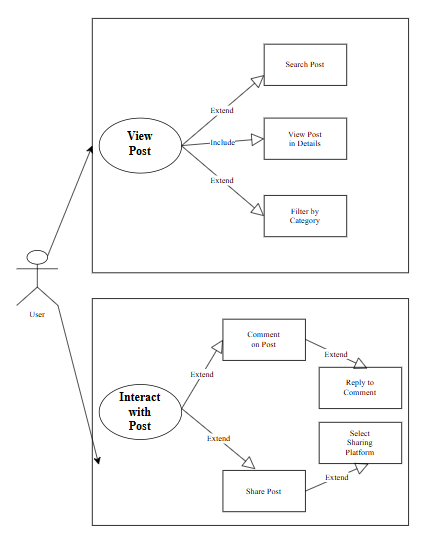 Search Post
Extend
View
Post
Include
View Post
in Details
Extend
Filter by
Category
User
Comment
on Post
Extend
Extend
Reply to
Comment
Interact
with
Post
Extend
Select
Sharing
Platform
Extend
Share Post